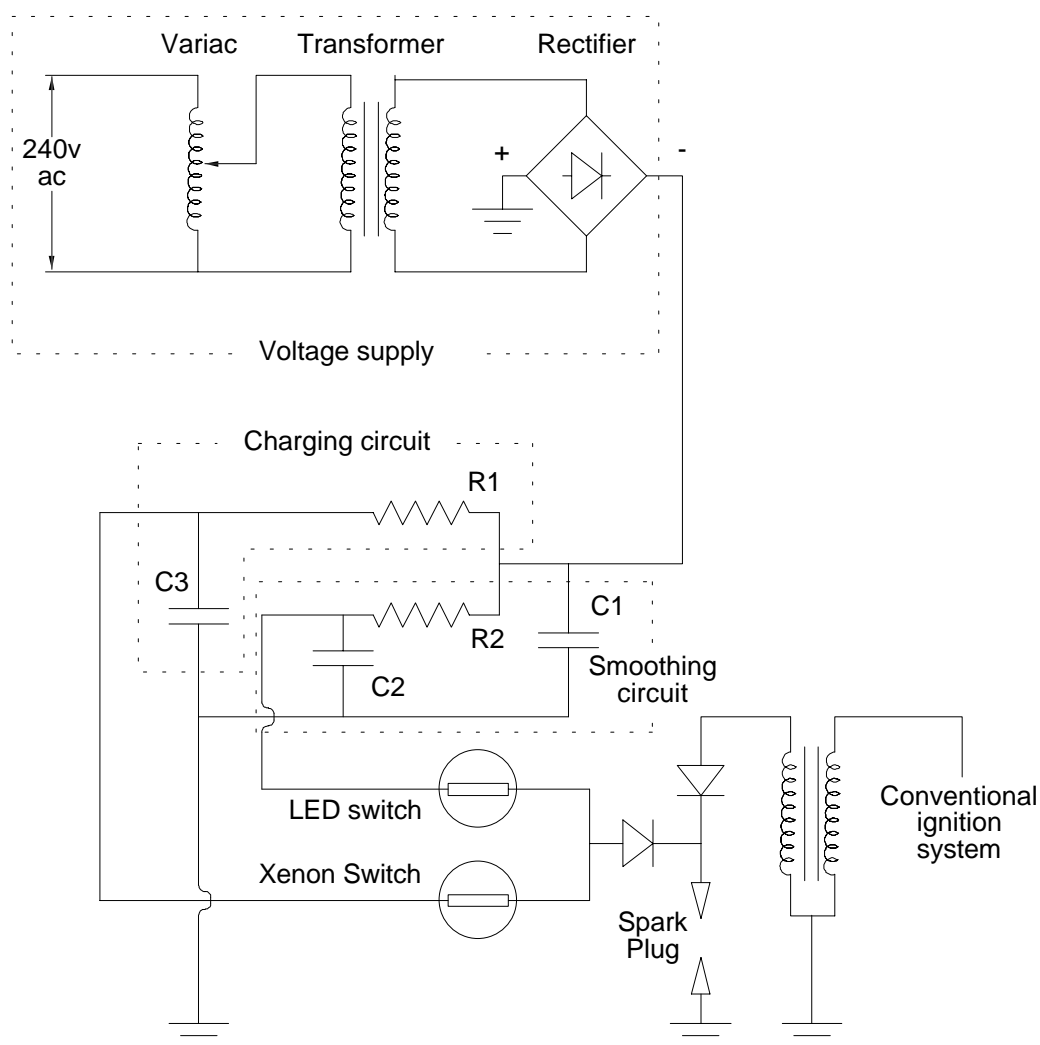 Variac
Transformer
Rectifier
240v
ac
+
-
Voltage supply
Charging circuit
R1
C3
C1
R2
C2
Smoothing
circuit
LED switch
Conventional
ignition
system
Xenon Switch
Spark
Plug